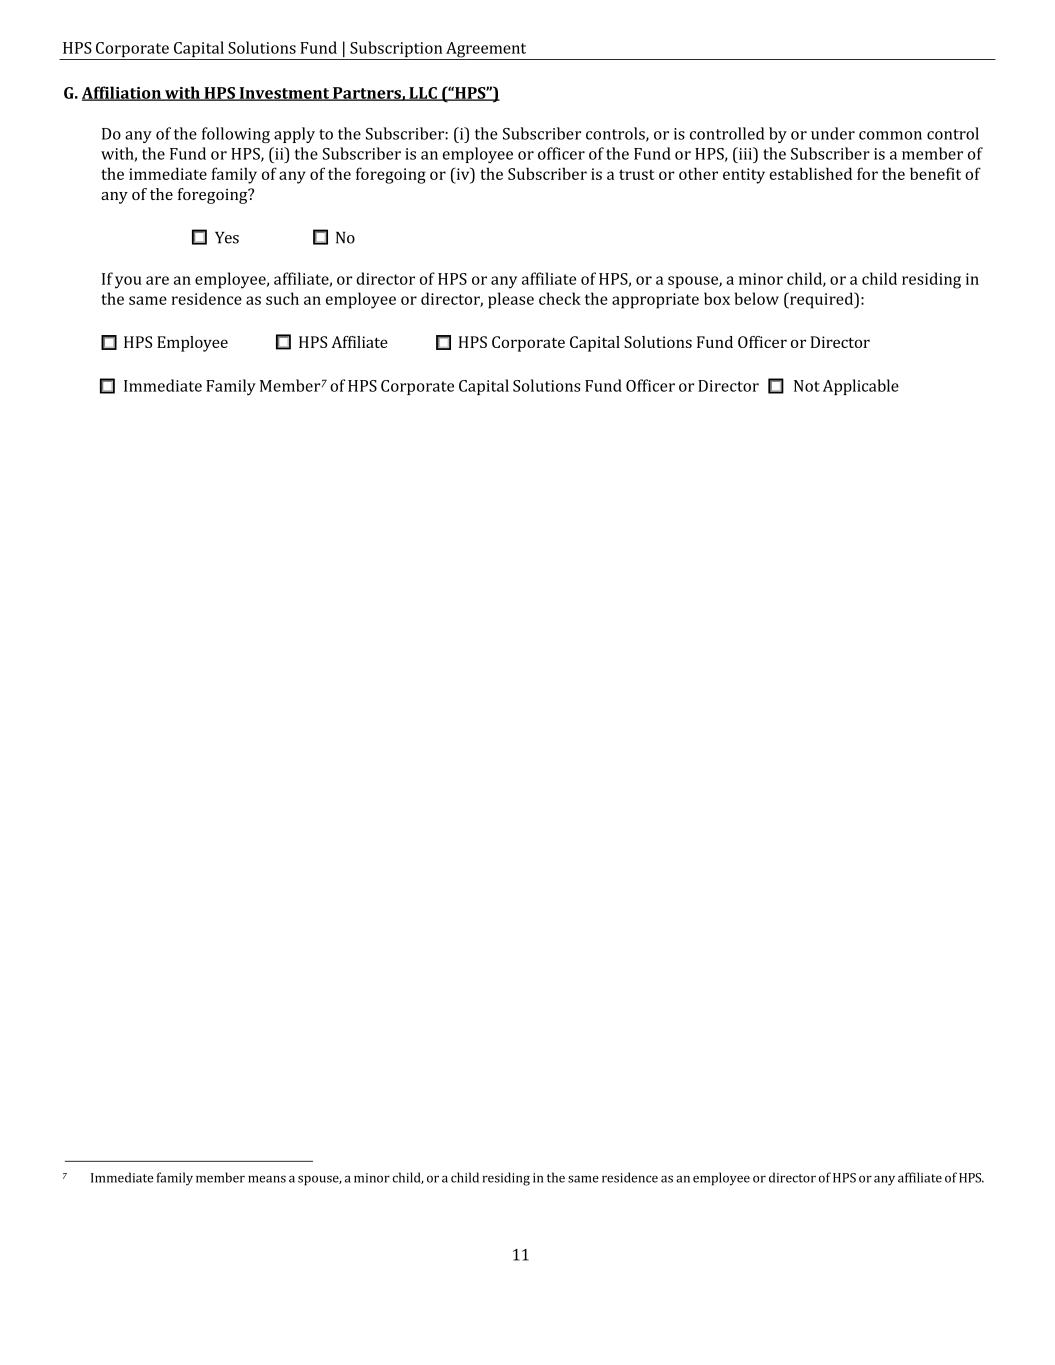 HPS Corporate Capital Solutions Fund | Subscription Agreement
G. Affiliation with HPS Investment Partners, LLC (“HPS”)
Do any of the following apply to the Subscriber: (i) the Subscriber controls, or is controlled by or under common control
with, the Fund or HPS, (ii) the Subscriber is an employee or officer of the Fund or HPS, (iii) the Subscriber is a member of
the immediate family of any of the foregoing or (iv) the Subscriber is a trust or other entity established for the benefit of
any of the foregoing?
☐ Yes ☐ No
If you are an employee, affiliate, or director of HPS or any affiliate of HPS, or a spouse, a minor child, or a child residing in
the same residence as such an employee or director, please check the appropriate box below (required):
☐ HPS Employee ☐ HPS Affiliate ☐ HPS Corporate Capital Solutions Fund Officer or Director
☐ Immediate Family Member⁷ of HPS Corporate Capital Solutions Fund Officer or Director ☐ Not Applicable
⁷ Immediate family member means a spouse, a minor child, or a child residing in the same residence as an employee or director of HPS or any affiliate of HPS.
11